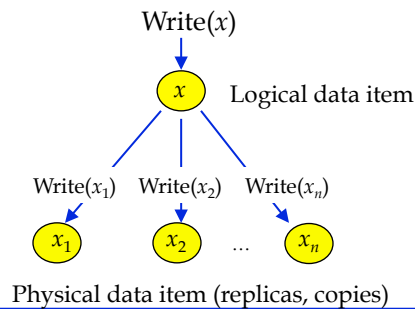 Write(x)
x
Logical data item
Write(x₁) Write(x₂) Write(xₙ)
x₁ x₂ ... xₙ
Physical data item (replicas, copies)